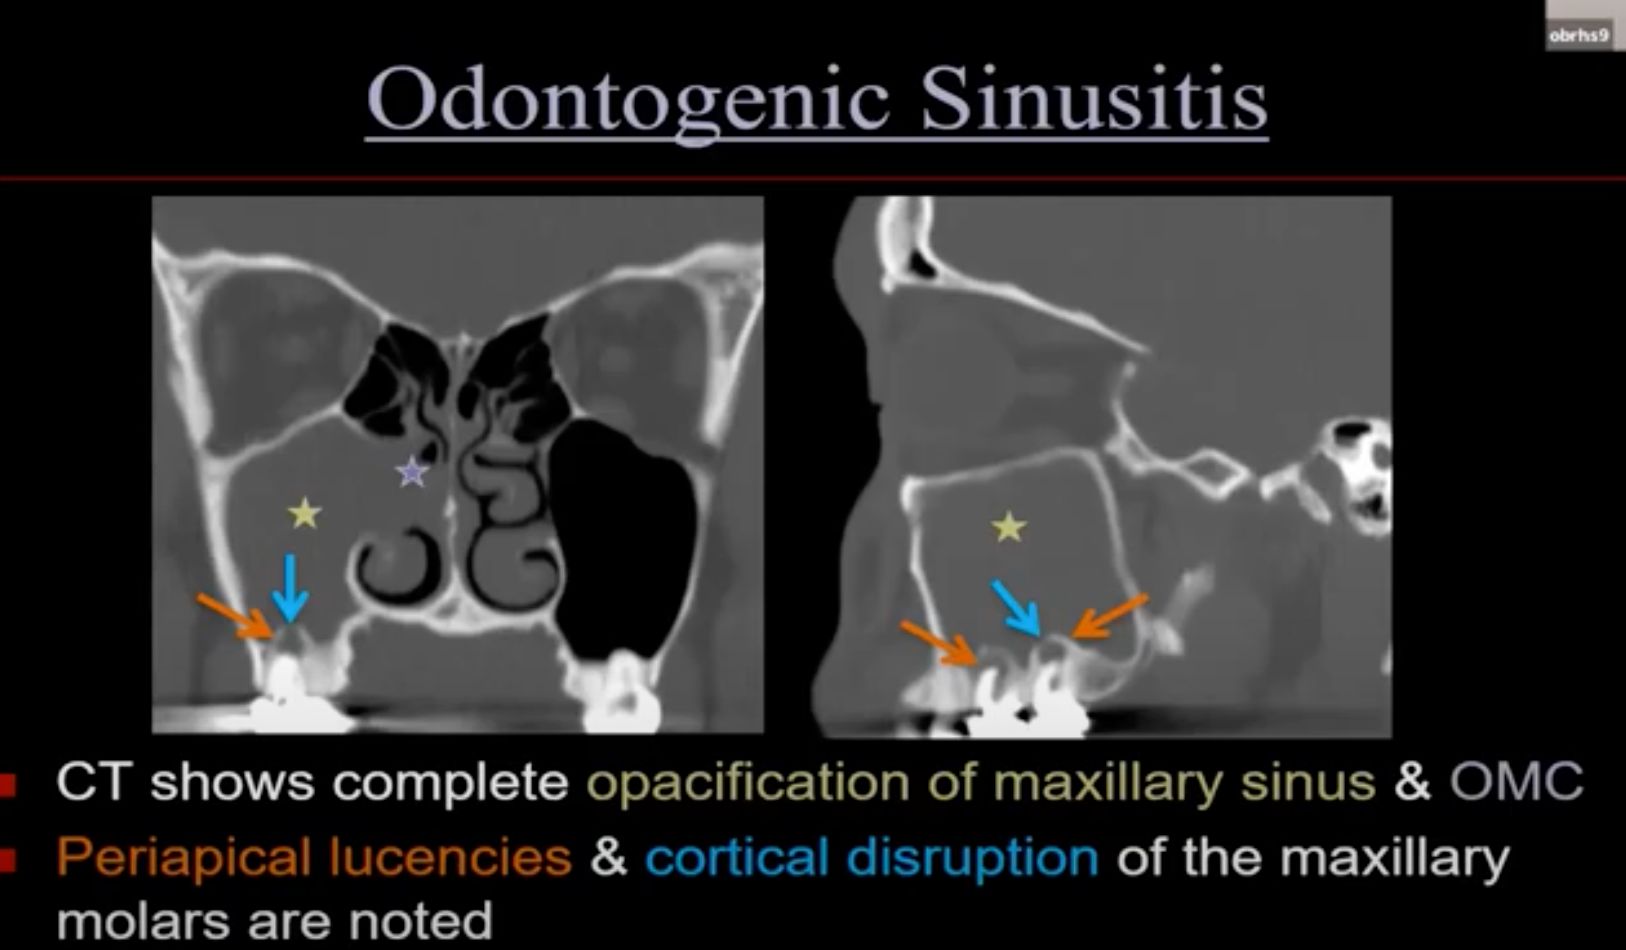 obrhs9
Odontogenic Sinusitis
CT shows complete opacification of maxillary sinus & OMC
Periapical lucencies & cortical disruption of the maxillary
molars are noted